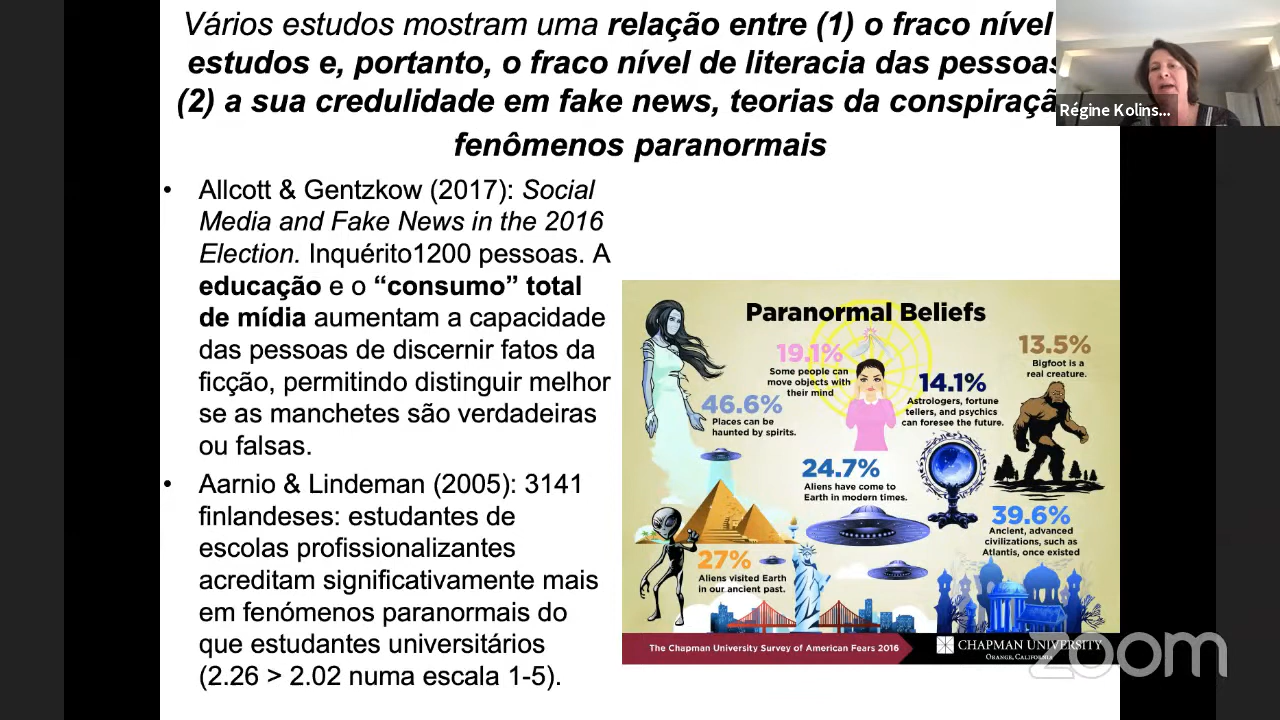 Vários estudos mostram uma relação entre (1) o fraco nível
estudos e, portanto, o fraco nível de literacia das pessoas
(2) a sua credulidade em fake news, teorias da conspiraçã
fenômenos paranormais
Régine Kolins...
• Allcott & Gentzkow (2017): Social
Media and Fake News in the 2016
Election. Inquérito1200 pessoas. A
educação e o “consumo” total
de mídia aumentam a capacidade
das pessoas de discernir fatos da
ficção, permitindo distinguir melhor
se as manchetes são verdadeiras
ou falsas.
• Aarnio & Lindeman (2005): 3141
finlandeses: estudantes de
escolas profissionalizantes
acreditam significativamente mais
em fenómenos paranormais do
que estudantes universitários
(2.26 > 2.02 numa escala 1-5).
Paranormal Beliefs
19.1%
Some people can
move objects with
their mind
13.5%
Bigfoot is a
real creature.
46.6%
Places can be
haunted by spirits.
14.1%
Astrologers, fortune
tellers, and psychics
can foresee the future.
24.7%
Aliens have come to
Earth in modern times.
39.6%
Ancient, advanced
civilizations, such as
Atlantis, once existed
27%
Aliens visited Earth
in our ancient past.
The Chapman University Survey of American Fears 2016
CHAPMAN UNIVERSITY
ORANGE, CALIFORNIA
zoom